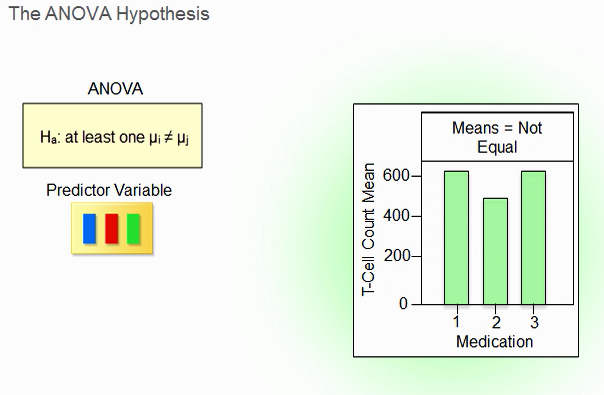 The ANOVA Hypothesis
ANOVA
Hₐ: at least one μᵢ ≠ μⱼ
Predictor Variable
Means = Not
Equal
T-Cell Count Mean
600
400
200
0
1 2 3
Medication